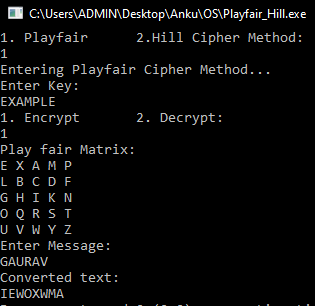 C:\Users\ADMIN\Desktop\Anku\OS\Playfair_Hill.exe
1. Playfair 2.Hill Cipher Method:
1
Entering Playfair Cipher Method...
Enter Key:
EXAMPLE
1. Encrypt 2. Decrypt:
1
Play fair Matrix:
E X A M P
L B C D F
G H I K N
O Q R S T
U V W Y Z
Enter Message:
GAURAV
Converted text:
IEWOXWMA